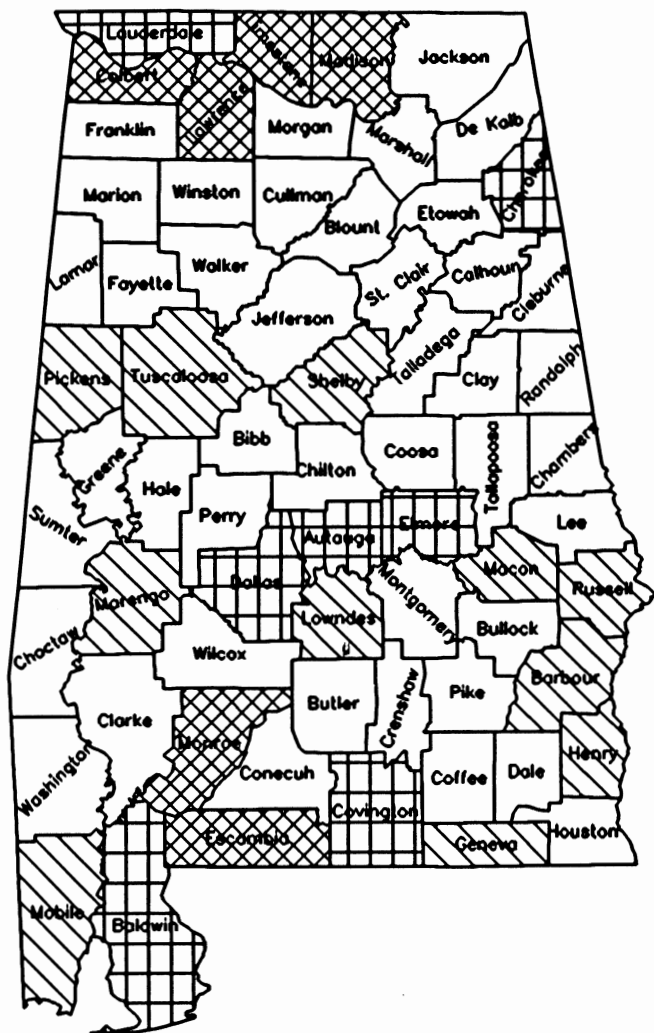 Lauderdale
Limestone
Madison
Jackson
Colbert
Lawrence
Franklin
Morgan
Marshall
De Kalb
Cherokee
Marion
Winston
Cullman
Blount
Etowah
Lamar
Fayette
Walker
St. Clair
Calhoun
Cleburne
Jefferson
Talladega
Pickens
Tuscaloosa
Shelby
Clay
Randolph
Bibb
Greene
Hale
Chilton
Coosa
Tallapoosa
Chambers
Sumter
Perry
Autauga
Elmore
Lee
Dallas
Macon
Russell
Marengo
Montgomery
Lowndes
Bullock
Choctaw
Wilcox
Barbour
Clarke
Butler
Crenshaw
Pike
Monroe
Henry
Washington
Conecuh
Coffee
Dale
Covington
Escambia
Geneva
Houston
Mobile
Baldwin